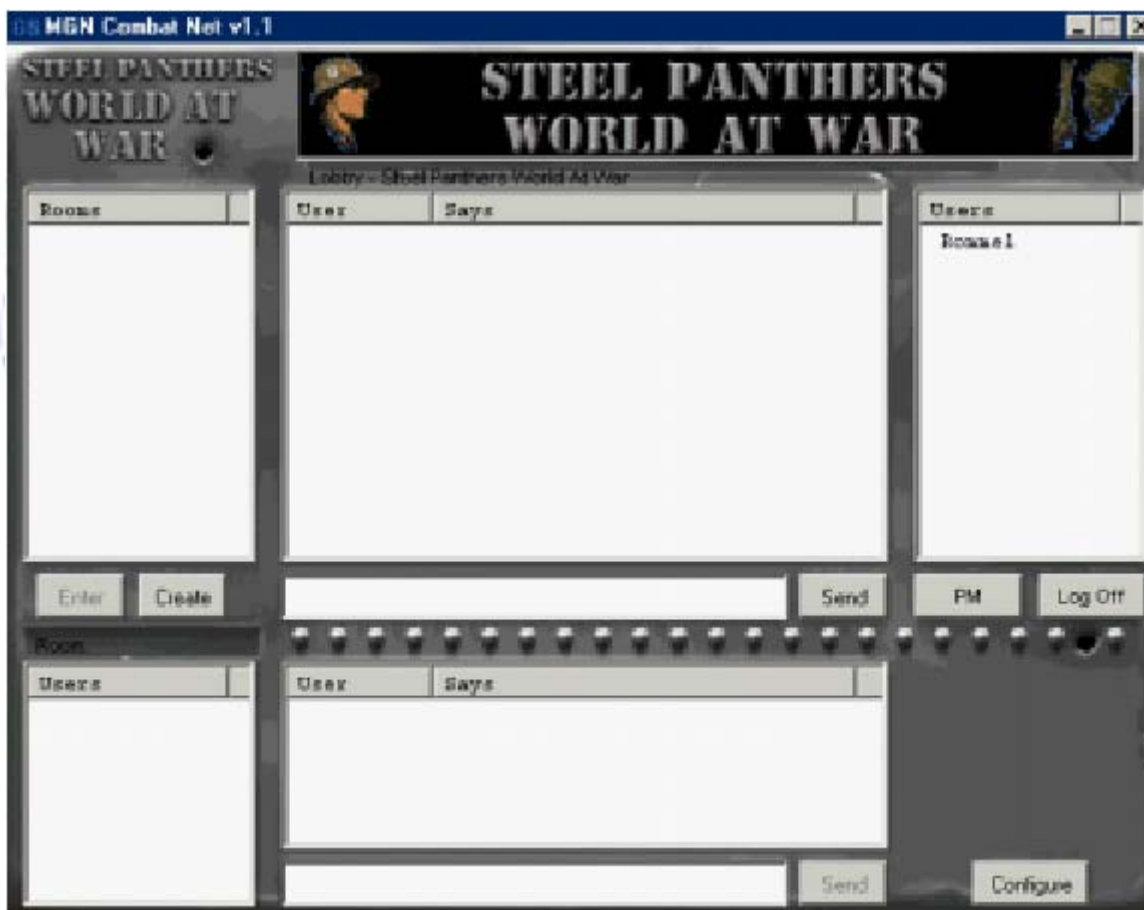 MGN Combat Net v1.1
STEEL PANTHERS
WORLD AT
WAR
STEEL PANTHERS
WORLD AT WAR
Lobby - Steel Panthers World At War
Rooms
User Says
Users
Rommel
Enter Create
Send
PM Log Off
Room
Users
User Says
Send
Configure